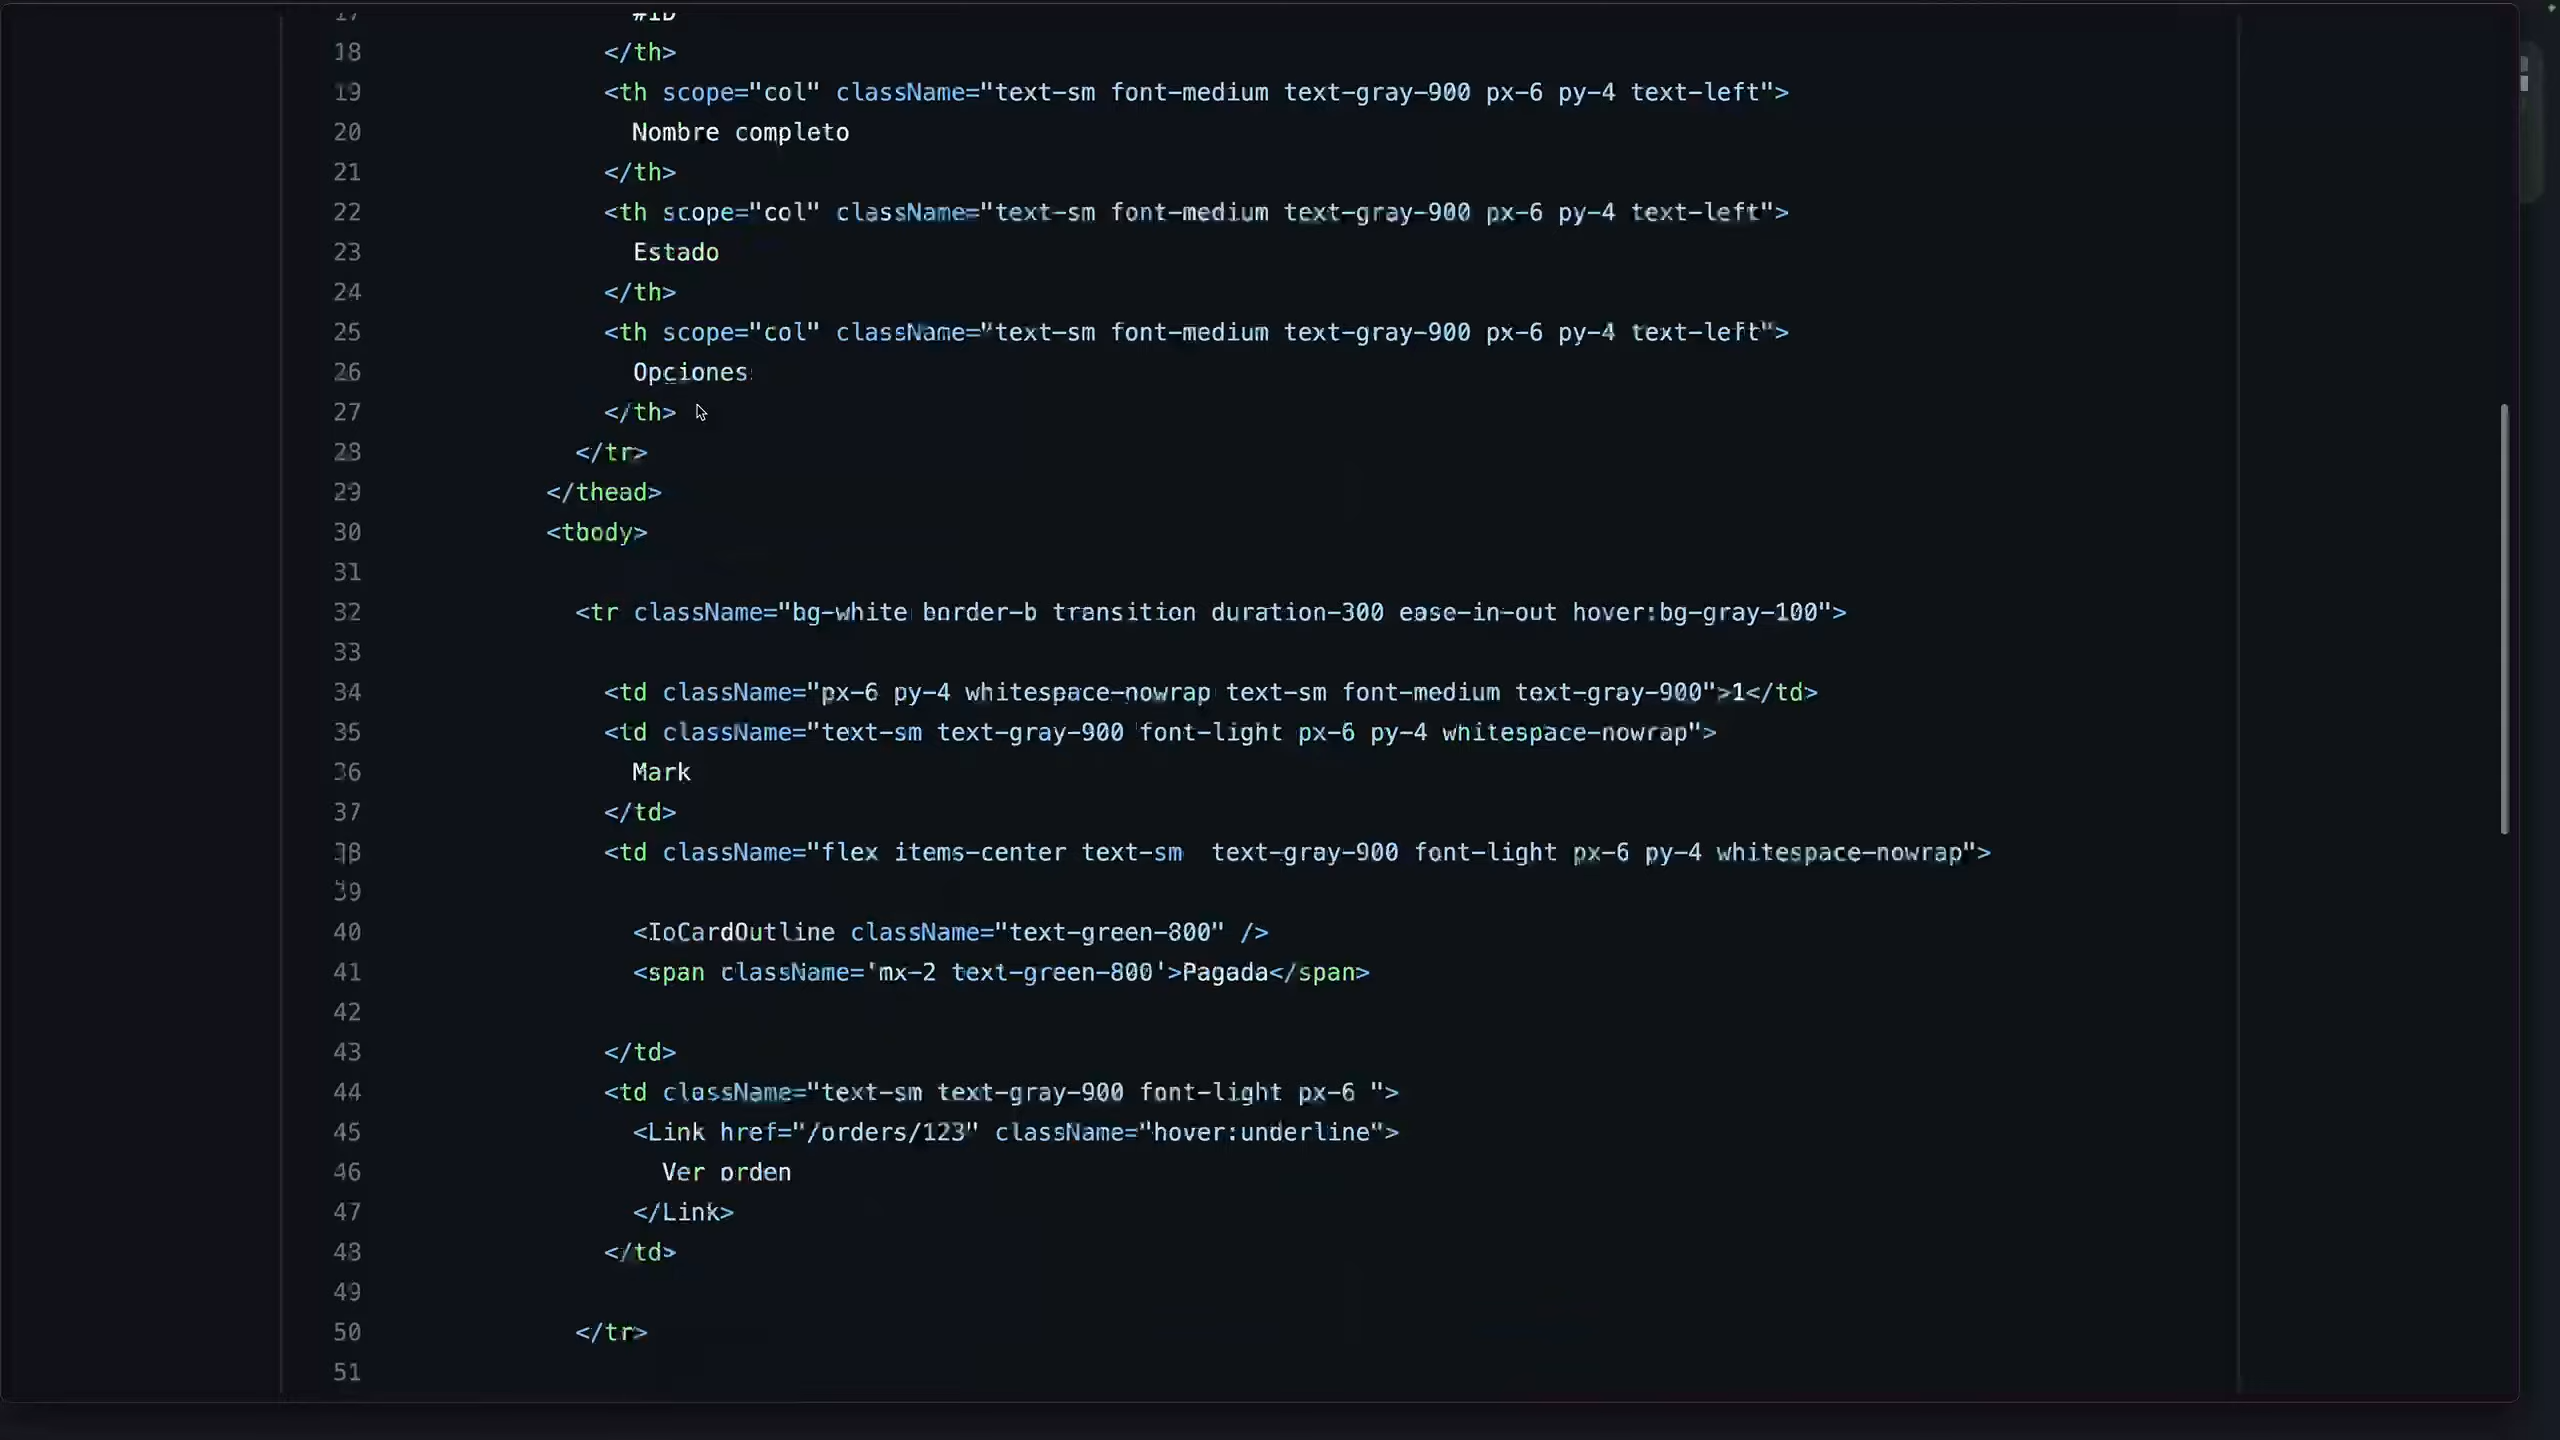 17 #ID
18 </th>
19 <th scope="col" className="text-sm font-medium text-gray-900 px-6 py-4 text-left">
20 Nombre completo
21 </th>
22 <th scope="col" className="text-sm font-medium text-gray-900 px-6 py-4 text-left">
23 Estado
24 </th>
25 <th scope="col" className="text-sm font-medium text-gray-900 px-6 py-4 text-left">
26 Opciones
27 </th>
28 </tr>
29 </thead>
30 <tbody>
31
32 <tr className="bg-white border-b transition duration-300 ease-in-out hover:bg-gray-100">
33
34 <td className="px-6 py-4 whitespace-nowrap text-sm font-medium text-gray-900">1</td>
35 <td className="text-sm text-gray-900 font-light px-6 py-4 whitespace-nowrap">
36 Mark
37 </td>
38 <td className="flex items-center text-sm  text-gray-900 font-light px-6 py-4 whitespace-nowrap">
39
40 <IoCardOutline className="text-green-800" />
41 <span className='mx-2 text-green-800'>Pagada</span>
42
43 </td>
44 <td className="text-sm text-gray-900 font-light px-6 ">
45 <Link href="/orders/123" className="hover:underline">
46 Ver orden
47 </Link>
48 </td>
49
50 </tr>
51